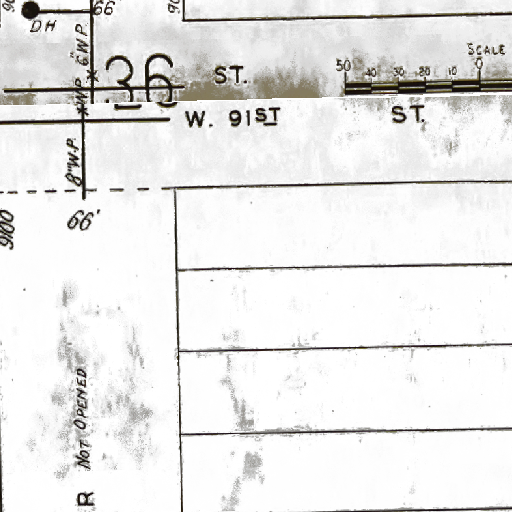 66'
DH
6"W.P.
36
ST.
SCALE
50 40 30 20 10 0
W. 91ST ST.
8"W.P.
66'
9100
NOT OPENED
R